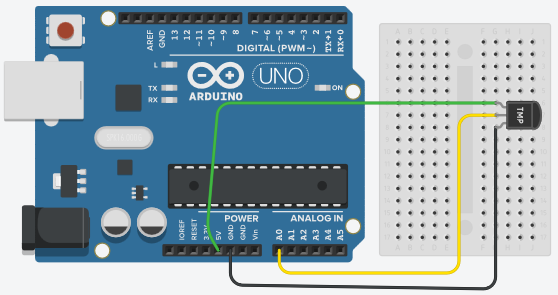 AREF
GND
13
12
~11
~10
~9
8
7
~6
~5
4
~3
2
TX→1
RX←0
DIGITAL (PWM~)
L
TX
RX
ARDUINO
UNO
ON
TMP
POWER
ANALOG IN
IOREF
RESET
3.3V
5V
GND
GND
Vin
A0
A1
A2
A3
A4
A5